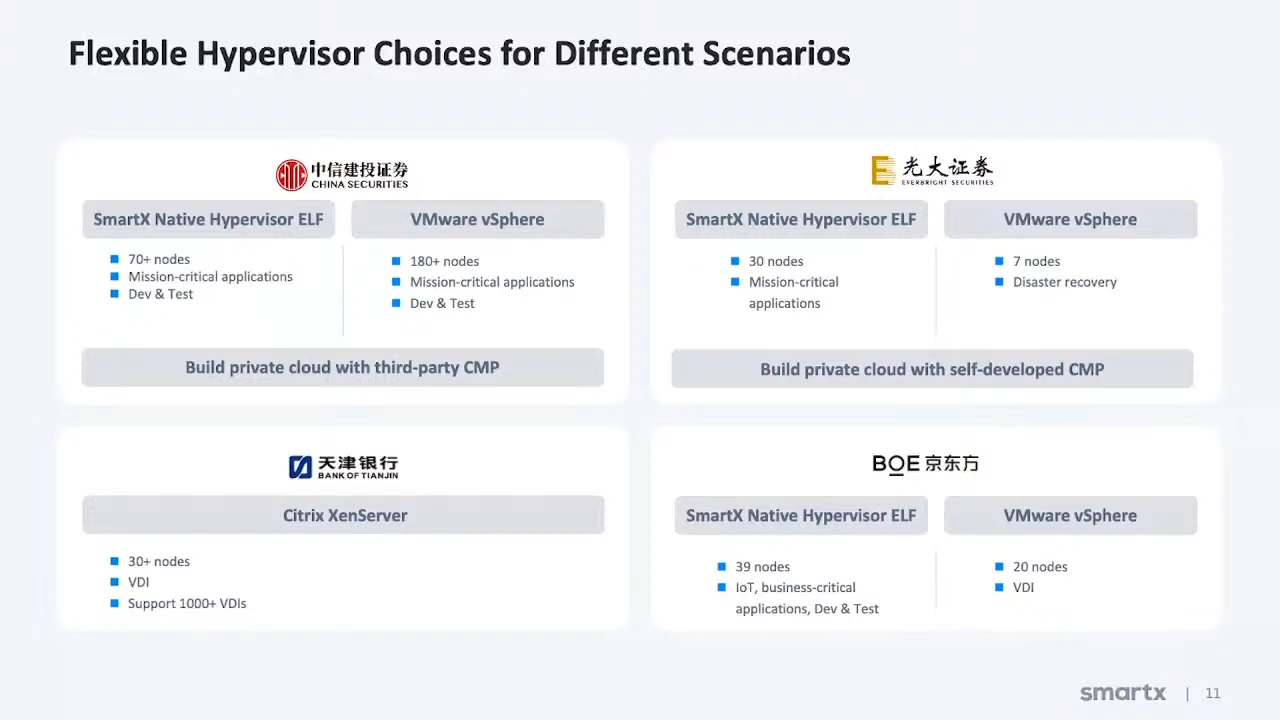 Flexible Hypervisor Choices for Different Scenarios
中信建投证券
CHINA SECURITIES
SmartX Native Hypervisor ELF
VMware vSphere
70+ nodes
Mission-critical applications
Dev & Test
180+ nodes
Mission-critical applications
Dev & Test
Build private cloud with third-party CMP
光大证券
EVERBRIGHT SECURITIES
SmartX Native Hypervisor ELF
VMware vSphere
30 nodes
Mission-critical
applications
7 nodes
Disaster recovery
Build private cloud with self-developed CMP
天津银行
BANK OF TIANJIN
Citrix XenServer
30+ nodes
VDI
Support 1000+ VDIs
BOE 京东方
SmartX Native Hypervisor ELF
VMware vSphere
39 nodes
IoT, business-critical
applications, Dev & Test
20 nodes
VDI
smartx | 11